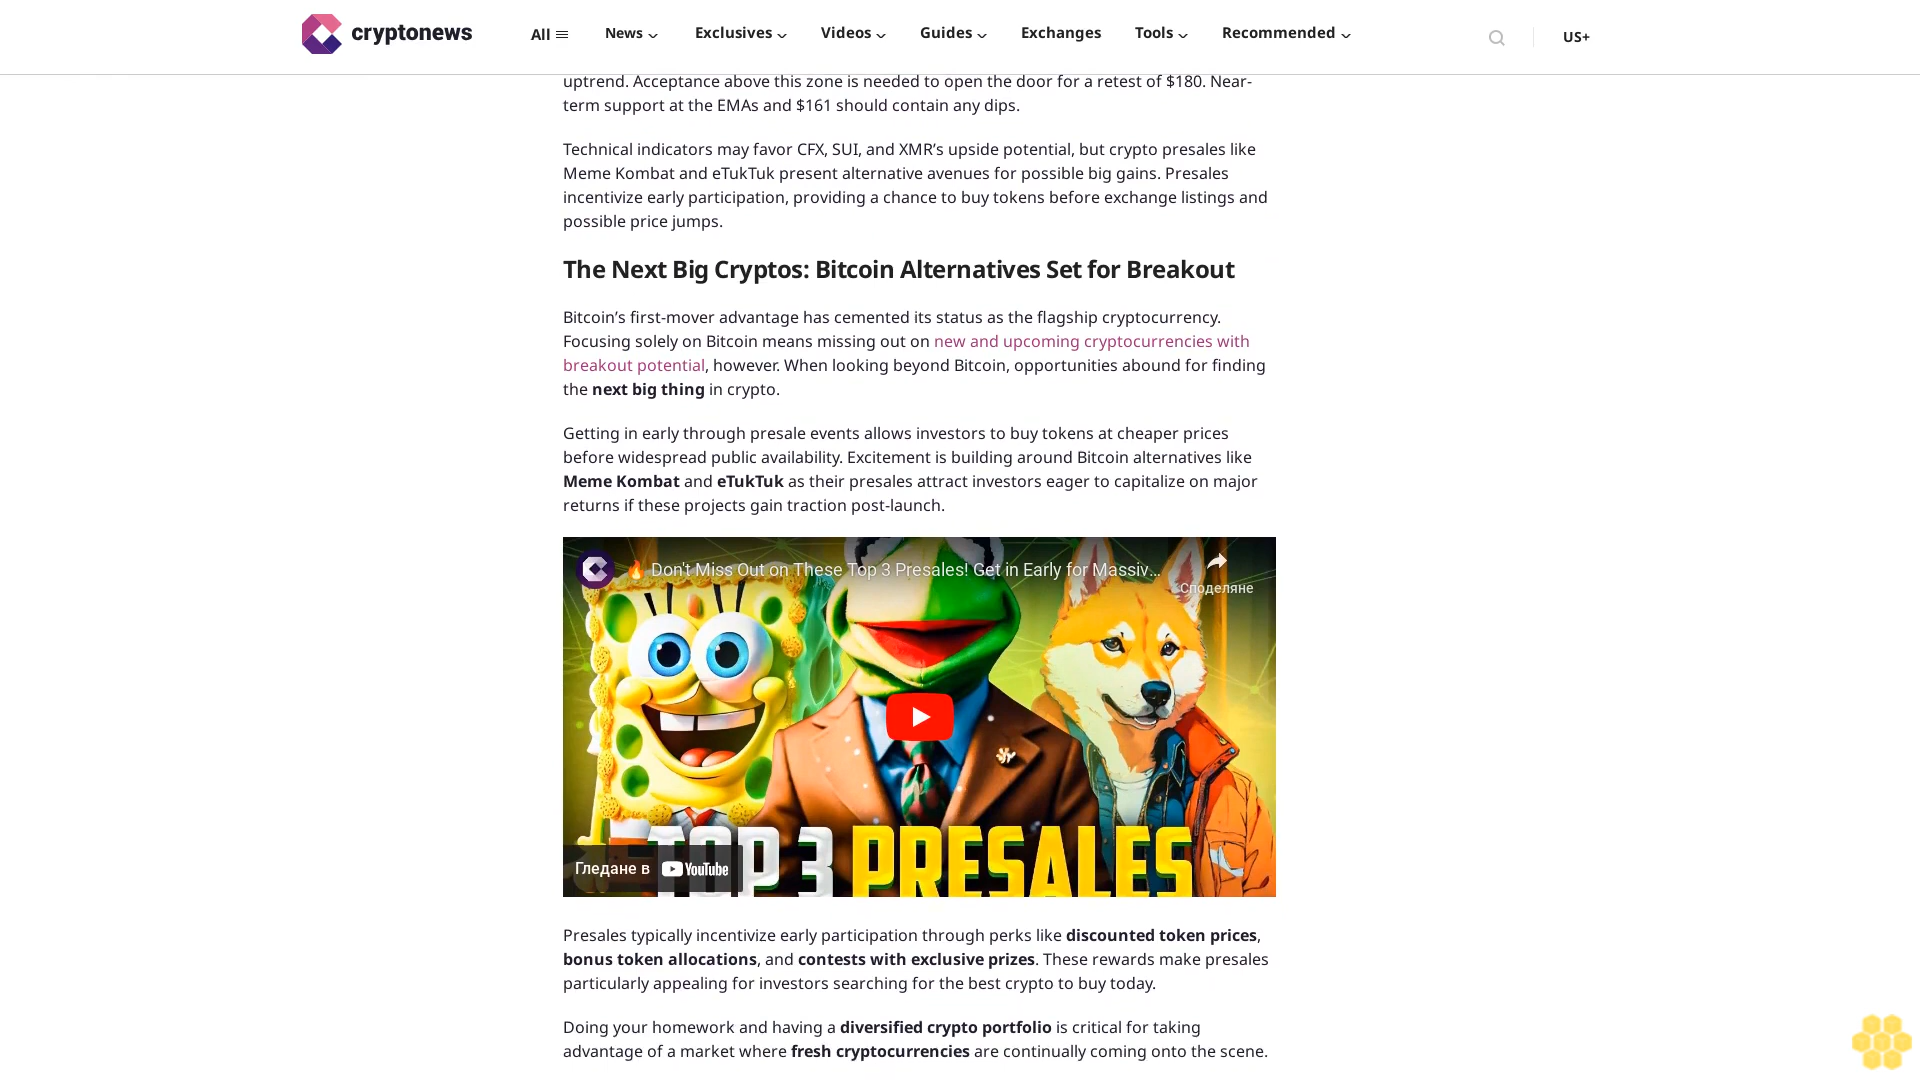 cryptonews
All
News
Exclusives
Videos
Guides
Exchanges
Tools
Recommended
US+
uptrend. Acceptance above this zone is needed to open the door for a retest of $180. Near-
term support at the EMAs and $161 should contain any dips.
Technical indicators may favor CFX, SUI, and XMR’s upside potential, but crypto presales like
Meme Kombat and eTukTuk present alternative avenues for possible big gains. Presales
incentivize early participation, providing a chance to buy tokens before exchange listings and
possible price jumps.
The Next Big Cryptos: Bitcoin Alternatives Set for Breakout
Bitcoin’s first-mover advantage has cemented its status as the flagship cryptocurrency.
Focusing solely on Bitcoin means missing out on new and upcoming cryptocurrencies with
breakout potential, however. When looking beyond Bitcoin, opportunities abound for finding
the next big thing in crypto.
Getting in early through presale events allows investors to buy tokens at cheaper prices
before widespread public availability. Excitement is building around Bitcoin alternatives like
Meme Kombat and eTukTuk as their presales attract investors eager to capitalize on major
returns if these projects gain traction post-launch.
🔥 Don't Miss Out on These Top 3 Presales! Get in Early for Massiv...
Споделяне
TOP 3 PRESALES
Гледане в YouTube
Presales typically incentivize early participation through perks like discounted token prices,
bonus token allocations, and contests with exclusive prizes. These rewards make presales
particularly appealing for investors searching for the best crypto to buy today.
Doing your homework and having a diversified crypto portfolio is critical for taking
advantage of a market where fresh cryptocurrencies are continually coming onto the scene.